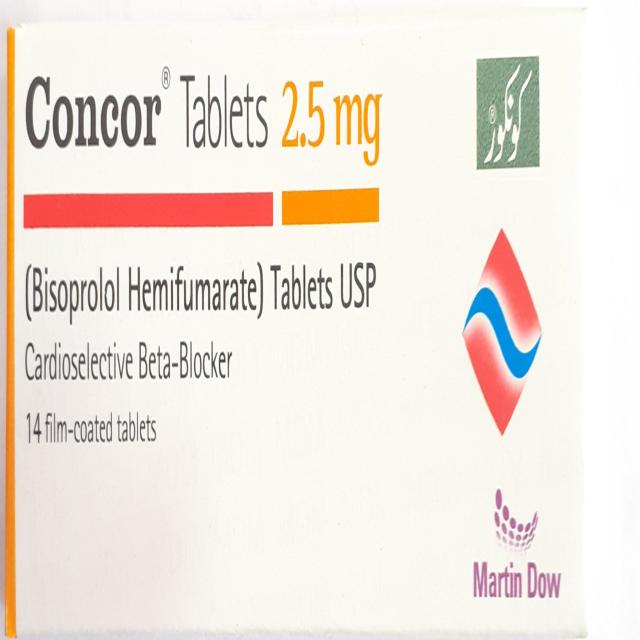 Concor® Tablets 2.5 mg
کونکور®
(Bisoprolol Hemifumarate) Tablets USP
Cardioselective Beta-Blocker
14 film-coated tablets
Martin Dow